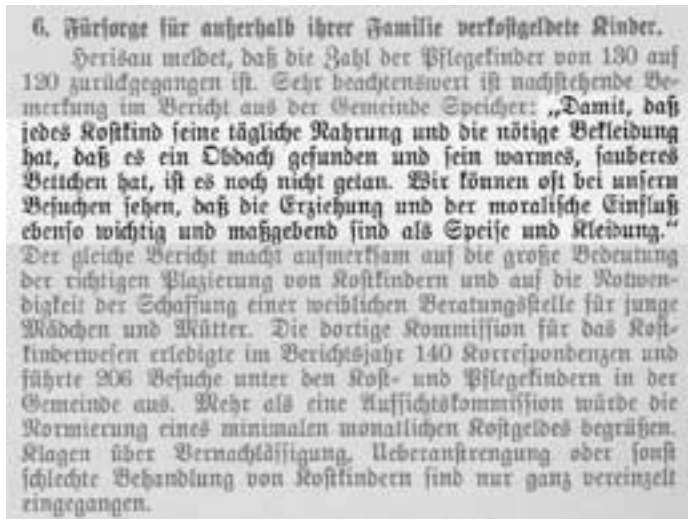 6. Fürsorge für außerhalb ihrer Familie verkostgeldete Kinder.
Herisau meldet, daß die Zahl der Pflegekinder von 130 auf
120 zurückgegangen ist. Sehr beachtenswert ist nachstehende Be-
merkung im Bericht aus der Gemeinde Speicher: „Damit, daß
jedes Kostkind seine tägliche Nahrung und die nötige Bekleidung
hat, daß es ein Obdach gefunden und sein warmes, sauberes
Bettchen hat, ist es noch nicht getan. Wir können oft bei unsern
Besuchen sehen, daß die Erziehung und der moralische Einfluß
ebenso wichtig und maßgebend sind als Speise und Kleidung.“
Der gleiche Bericht macht aufmerksam auf die große Bedeutung
der richtigen Plazierung von Kostkindern und auf die Notwen-
digkeit der Schaffung einer weiblichen Beratungsstelle für junge
Mädchen und Mütter. Die dortige Kommission für das Kost-
kinderwesen erledigte im Berichtsjahr 140 Korrespondenzen und
führte 206 Besuche unter den Kost- und Pflegekindern in der
Gemeinde aus. Mehr als eine Aufsichtskommission würde die
Normierung eines minimalen monatlichen Kostgeldes begrüßen.
Klagen über Vernachlässigung, Ueberanstrengung oder sonst
schlechte Behandlung von Kostkindern sind nur ganz vereinzelt
eingegangen.